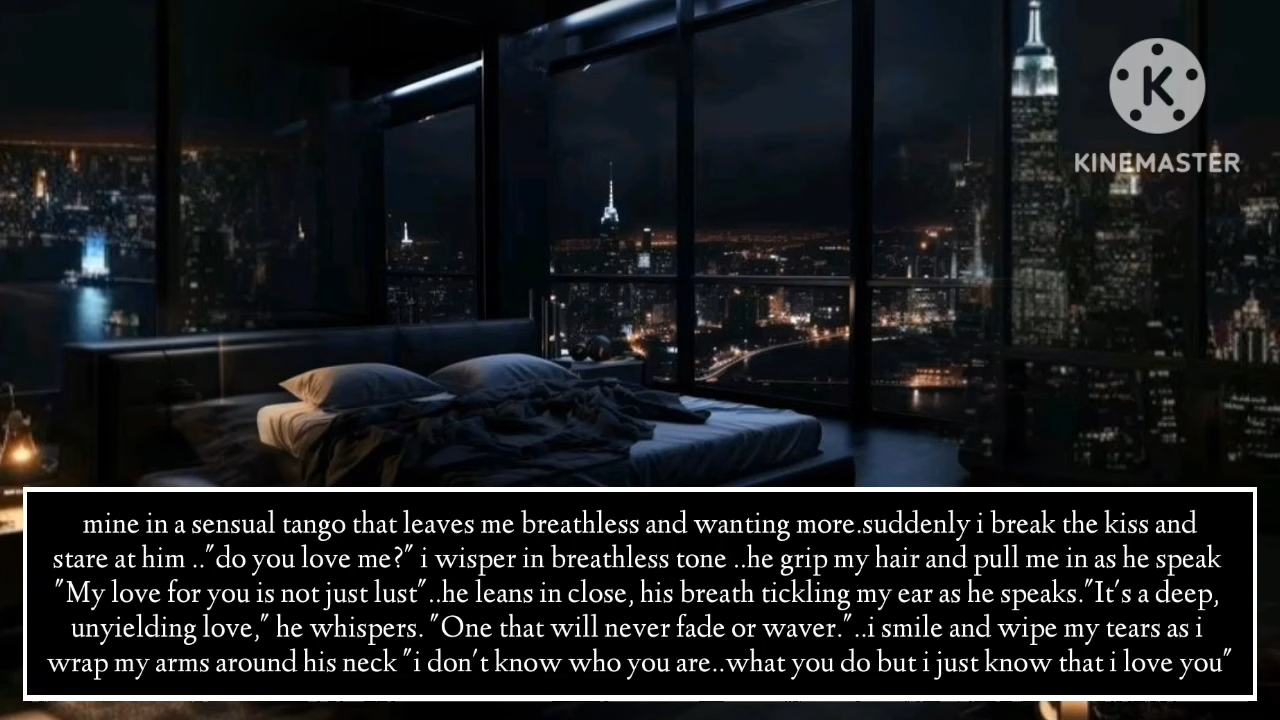 KINEMASTER
mine in a sensual tango that leaves me breathless and wanting more.suddenly i break the kiss and
stare at him .."do you love me?" i wisper in breathless tone ..he grip my hair and pull me in as he speak
"My love for you is not just lust"..he leans in close, his breath tickling my ear as he speaks."It's a deep,
unyielding love," he whispers. "One that will never fade or waver."..i smile and wipe my tears as i
wrap my arms around his neck "i don't know who you are..what you do but i just know that i love you"